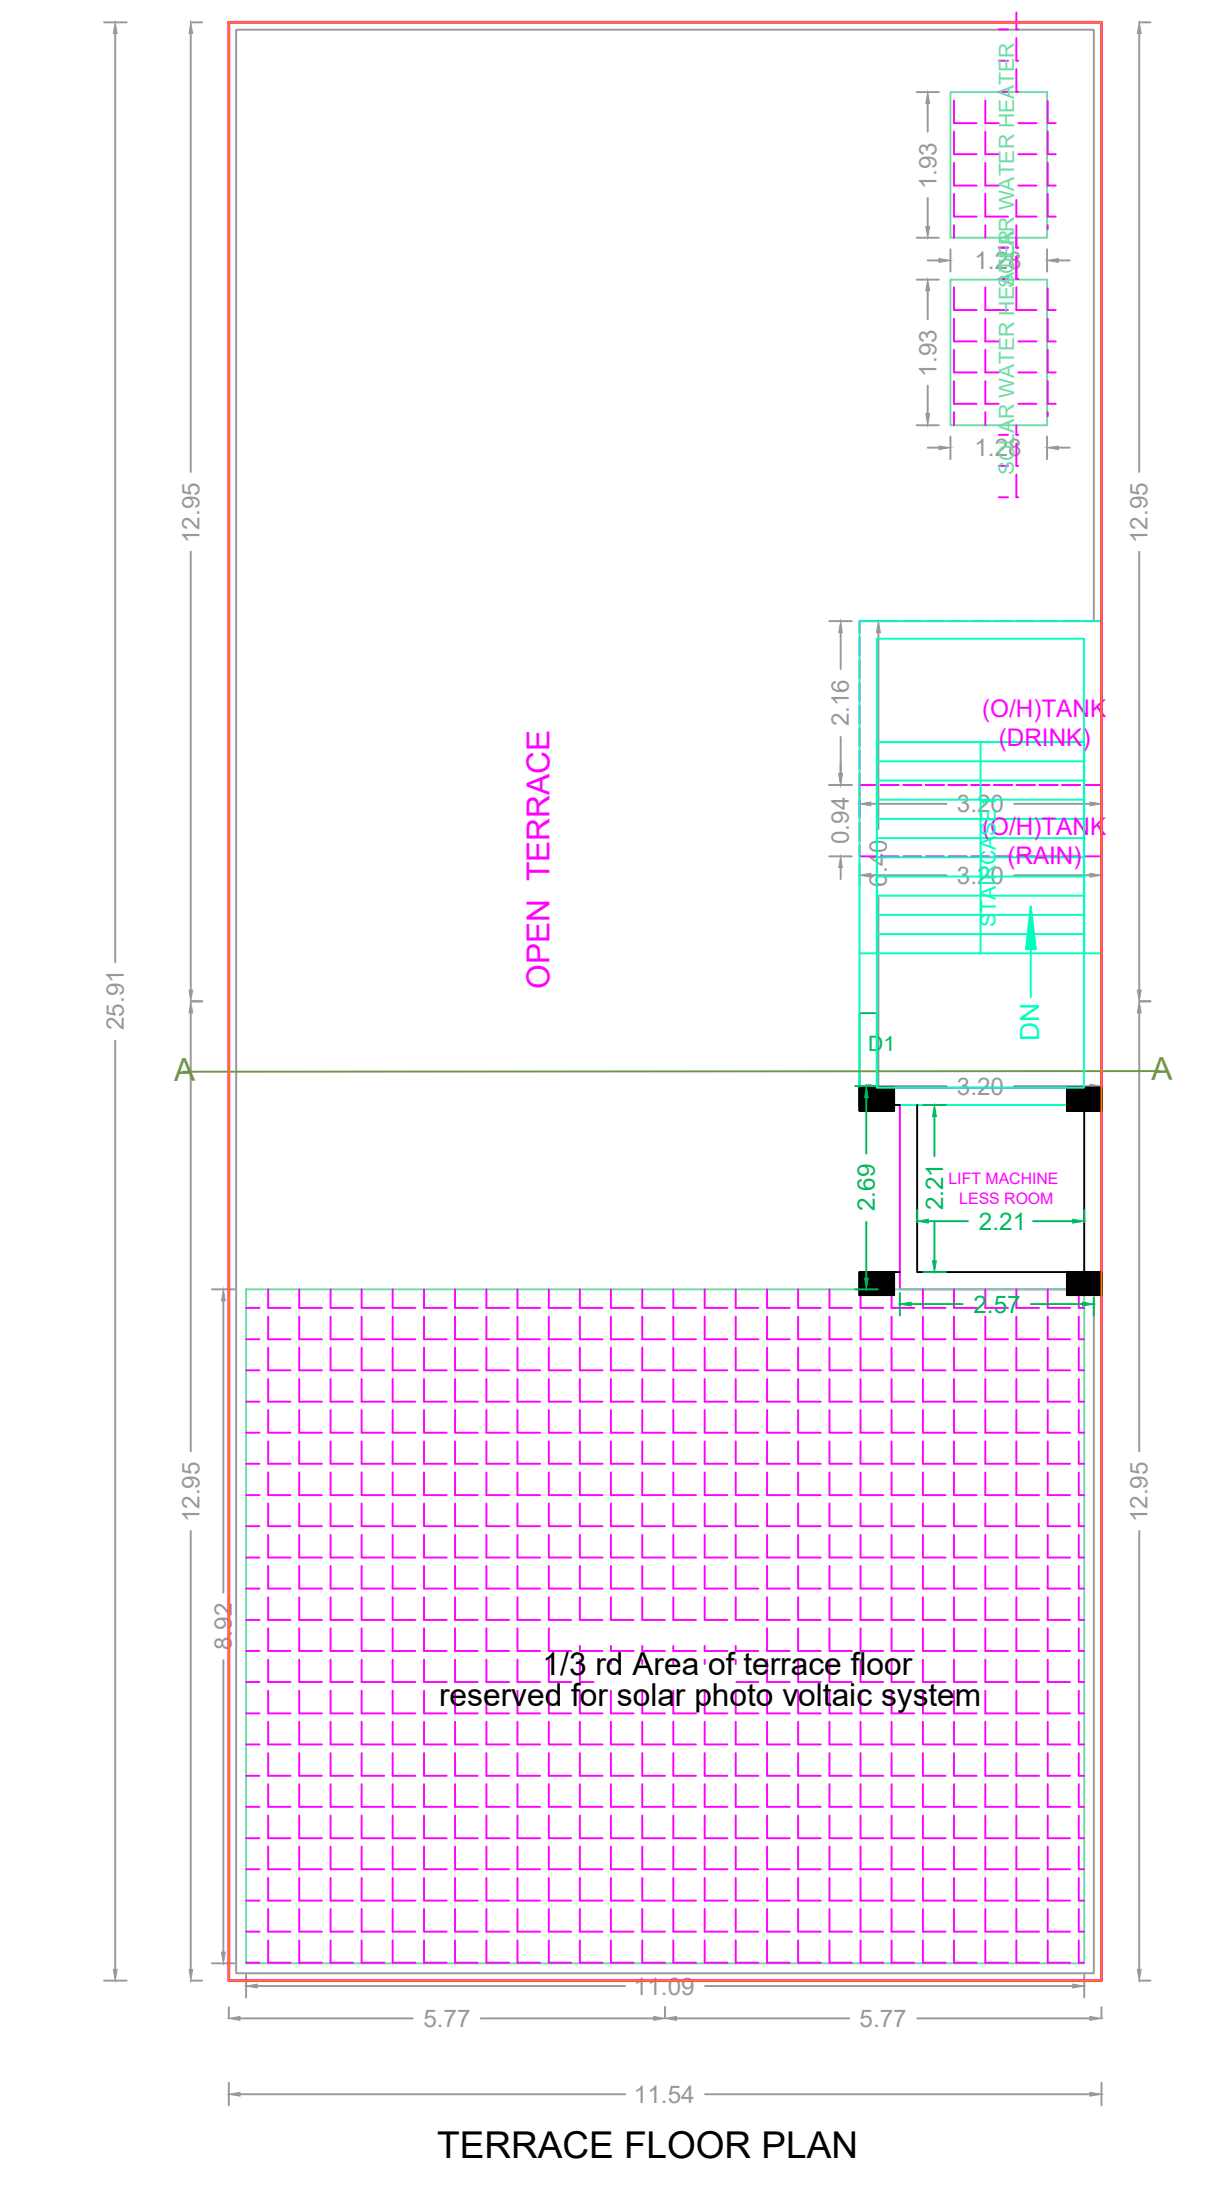 SOLAR WATER HEATER
1.93
1.28
SOLAR WATER HEATER
1.93
1.28
12.95
12.95
2.16
(O/H)TANK
(DRINK)
OPEN TERRACE
3.20
0.94
(O/H)TANK
(RAIN)
STAIRCASE
6.40
3.20
25.91
DN
D1
A
A
3.20
2.69
2.21
LIFT MACHINE
LESS ROOM
2.21
2.57
12.95
12.95
8.92
1/3 rd Area of terrace floor
reserved for solar photo voltaic system
11.09
5.77
5.77
11.54
TERRACE FLOOR PLAN